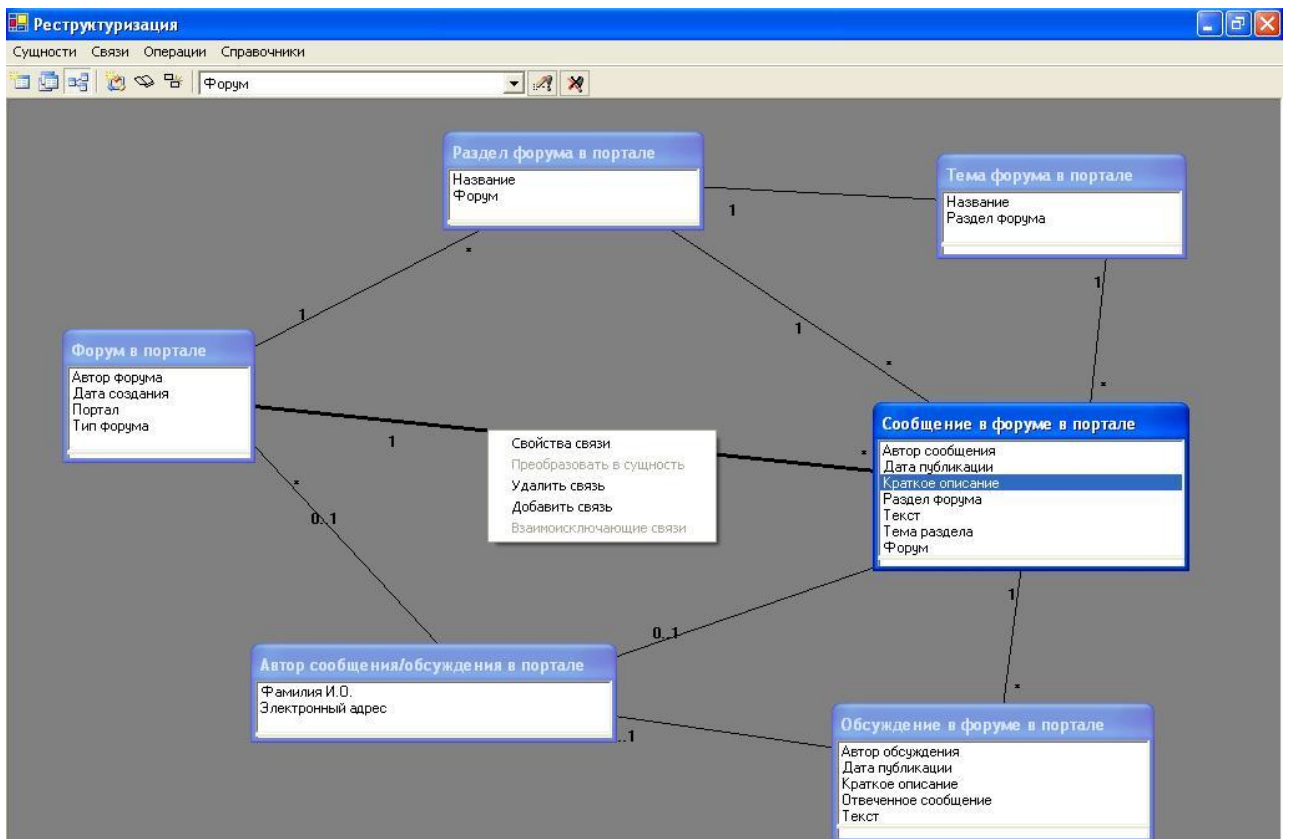 Реструктуризация
Сущности Связи Операции Справочники
Форум
Раздел форума в портале
Название
Форум
Тема форума в портале
Название
Раздел форума
1
*
1
1
1
*
*
Форум в портале
Автор форума
Дата создания
Портал
Тип форума
1
*
0..1
Свойства связи
Преобразовать в сущность
Удалить связь
Добавить связь
Взаимоисключающие связи
*
Сообщение в форуме в портале
Автор сообщения
Дата публикации
Краткое описание
Раздел форума
Текст
Тема раздела
Форум
1
0..1
*
Автор сообщения/обсуждения в портале
Фамилия И.О.
Электронный адрес
..1
Обсуждение в форуме в портале
Автор обсуждения
Дата публикации
Краткое описание
Отвеченное сообщение
Текст